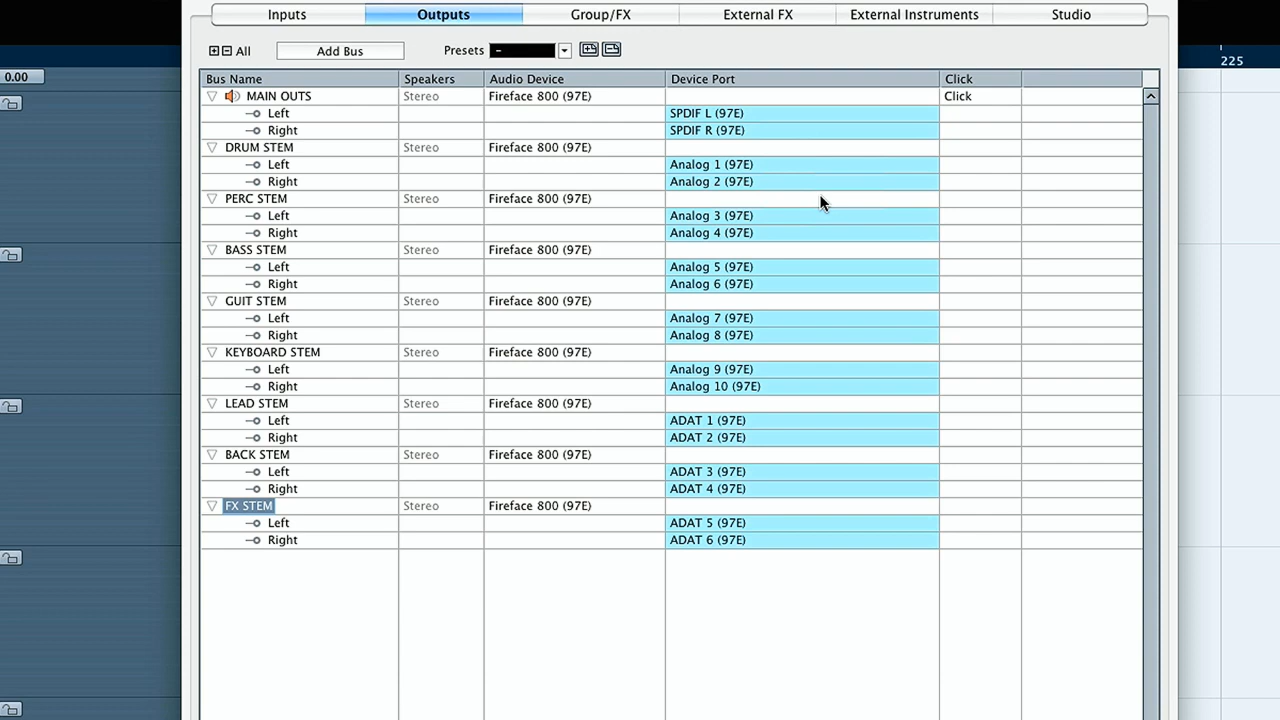 Inputs Outputs Group/FX External FX External Instruments Studio
All Add Bus Presets -
0.00
225
Bus Name Speakers Audio Device Device Port Click
MAIN OUTS Stereo Fireface 800 (97E) Click
Left SPDIF L (97E)
Right SPDIF R (97E)
DRUM STEM Stereo Fireface 800 (97E)
Left Analog 1 (97E)
Right Analog 2 (97E)
PERC STEM Stereo Fireface 800 (97E)
Left Analog 3 (97E)
Right Analog 4 (97E)
BASS STEM Stereo Fireface 800 (97E)
Left Analog 5 (97E)
Right Analog 6 (97E)
GUIT STEM Stereo Fireface 800 (97E)
Left Analog 7 (97E)
Right Analog 8 (97E)
KEYBOARD STEM Stereo Fireface 800 (97E)
Left Analog 9 (97E)
Right Analog 10 (97E)
LEAD STEM Stereo Fireface 800 (97E)
Left ADAT 1 (97E)
Right ADAT 2 (97E)
BACK STEM Stereo Fireface 800 (97E)
Left ADAT 3 (97E)
Right ADAT 4 (97E)
FX STEM Stereo Fireface 800 (97E)
Left ADAT 5 (97E)
Right ADAT 6 (97E)